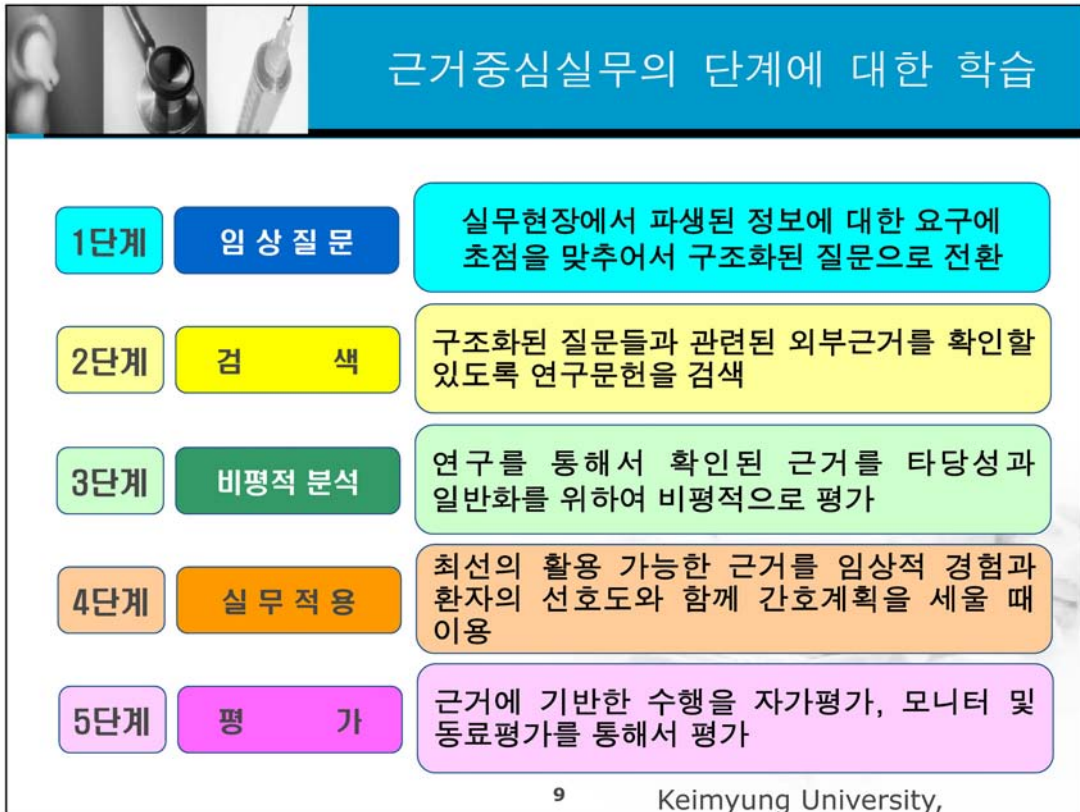 근거중심실무의 단계에 대한 학습
1단계
임 상 질 문
실무현장에서 파생된 정보에 대한 요구에
초점을 맞추어서 구조화된 질문으로 전환
2단계
검 색
구조화된 질문들과 관련된 외부근거를 확인할
있도록 연구문헌을 검색
3단계
비평적 분석
연구를 통해서 확인된 근거를 타당성과
일반화를 위하여 비평적으로 평가
4단계
실 무 적 용
최선의 활용 가능한 근거를 임상적 경험과
환자의 선호도와 함께 간호계획을 세울 때
이용
5단계
평 가
근거에 기반한 수행을 자가평가, 모니터 및
동료평가를 통해서 평가
9
Keimyung University,